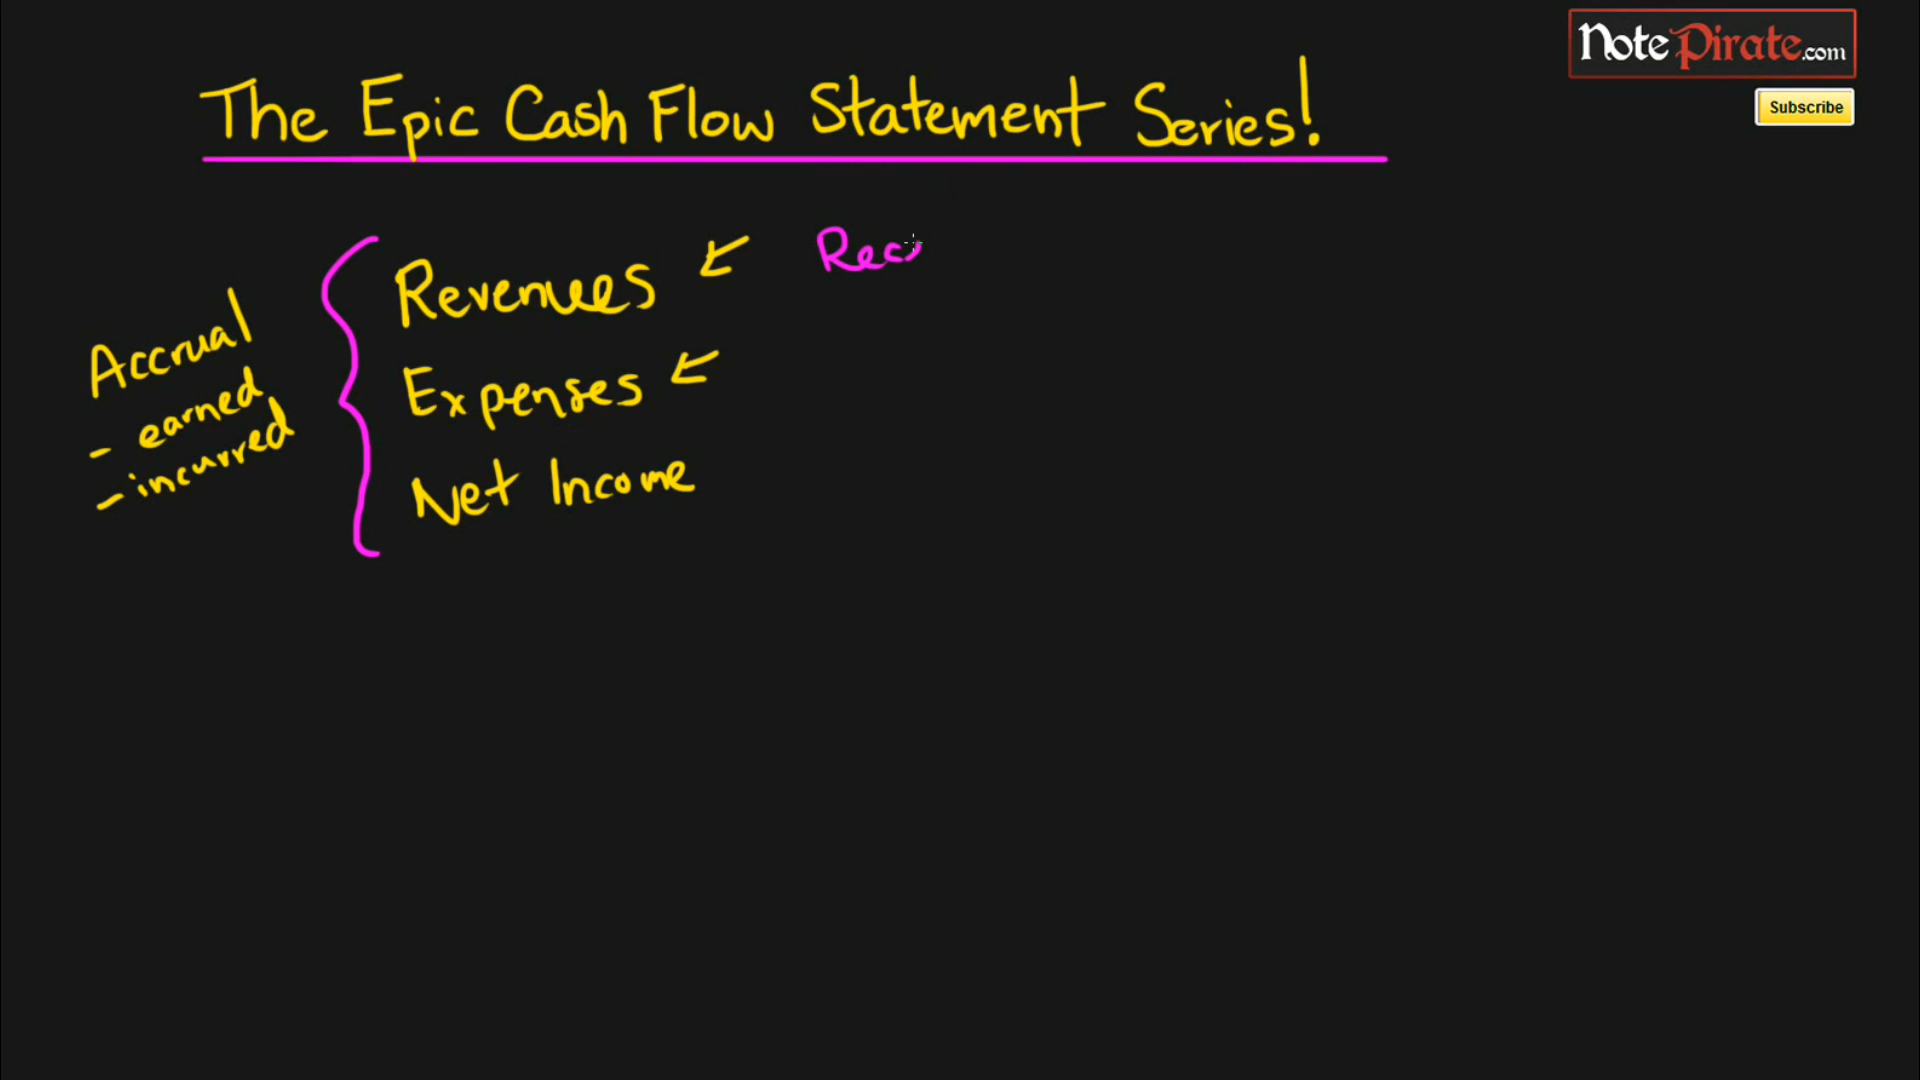 NotePirate.com
Subscribe
The Epic Cash Flow Statement Series!
Revenues
Expenses
Net Income
Accrual
- earned
- incurred